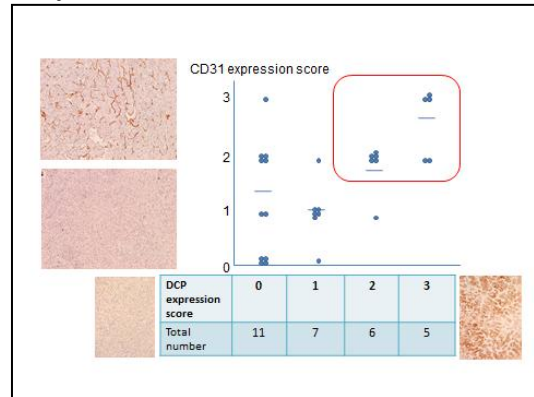 CD31 expression score
3
2
1
0
DCP expression score 0 1 2 3
Total number 11 7 6 5